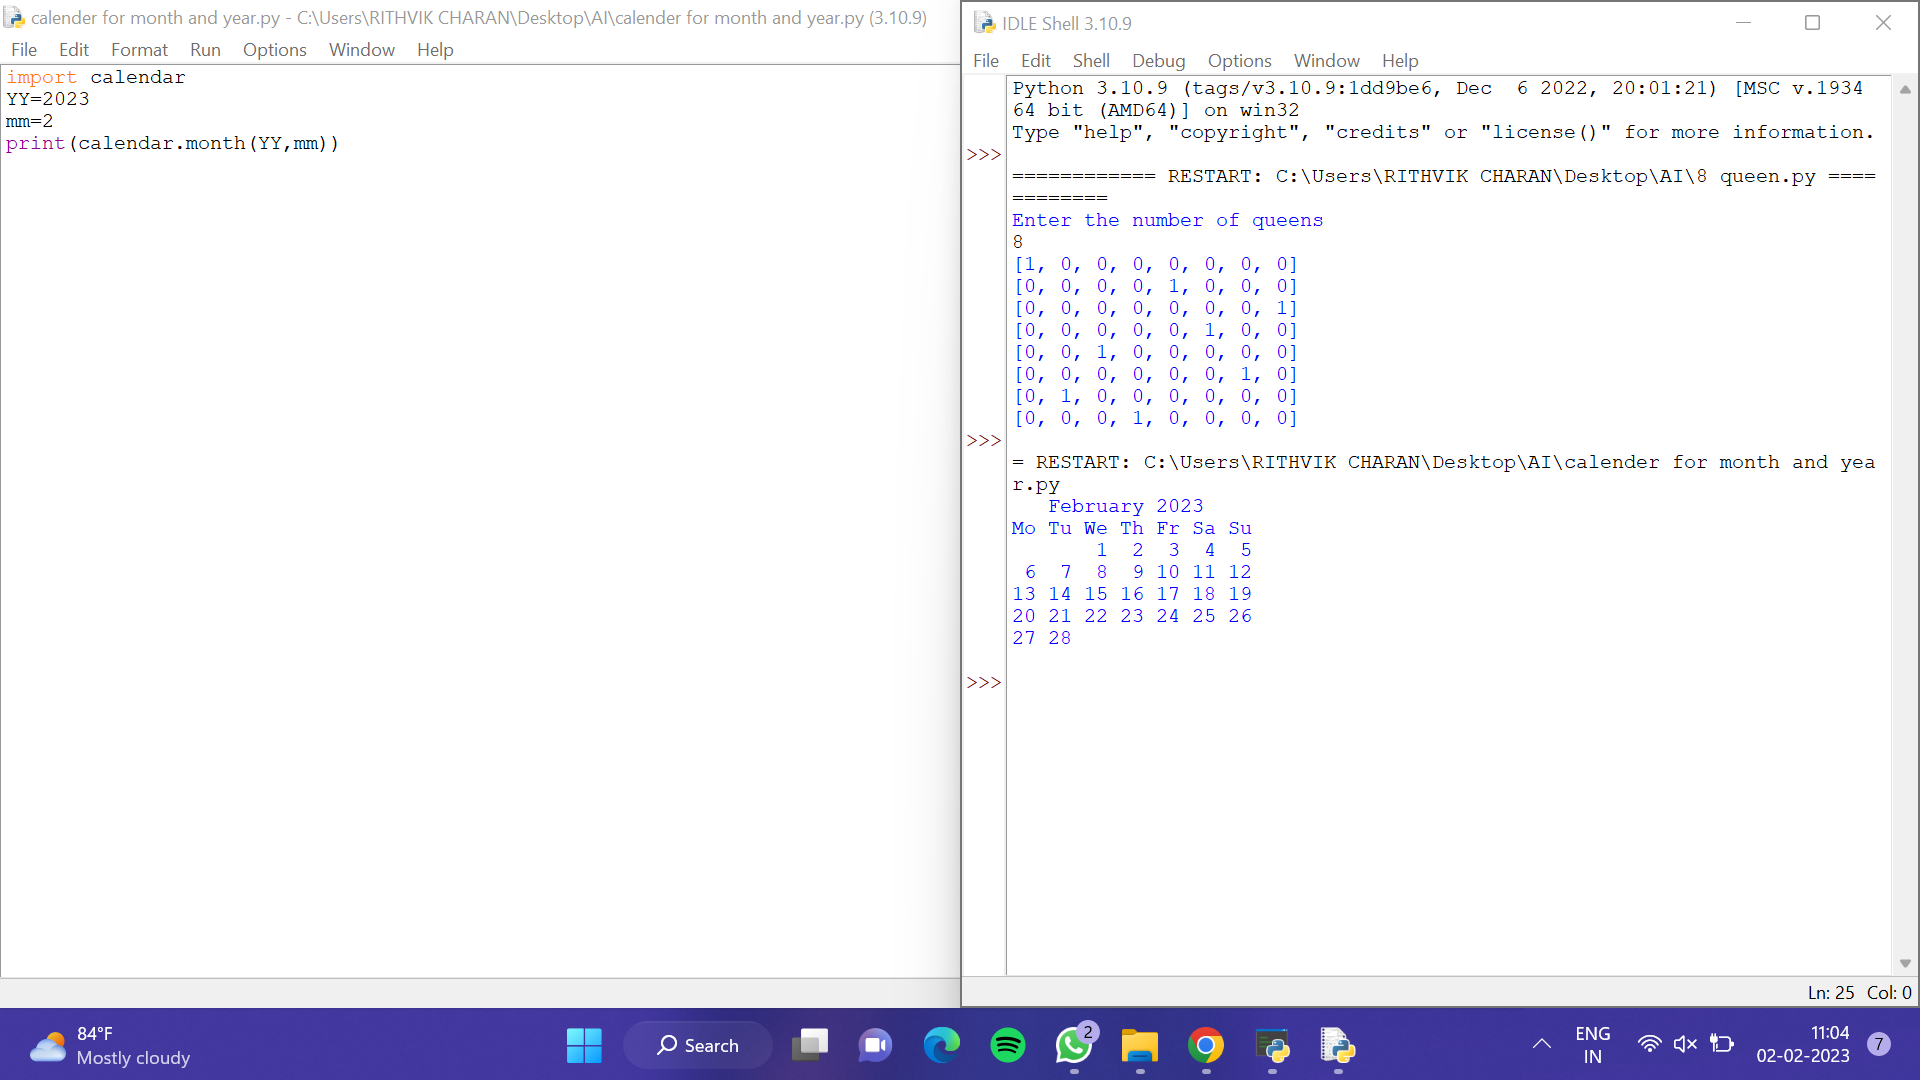 calender for month and year.py - C:\Users\RITHVIK CHARAN\Desktop\AI\calender for month and year.py (3.10.9)
File Edit Format Run Options Window Help
import calendar
YY=2023
mm=2
print(calendar.month(YY,mm))
IDLE Shell 3.10.9
File Edit Shell Debug Options Window Help
Python 3.10.9 (tags/v3.10.9:1dd9be6, Dec  6 2022, 20:01:21) [MSC v.1934
64 bit (AMD64)] on win32
Type "help", "copyright", "credits" or "license()" for more information.
>>>
============ RESTART: C:\Users\RITHVIK CHARAN\Desktop\AI\8 queen.py ====
========
Enter the number of queens
8
[1, 0, 0, 0, 0, 0, 0, 0]
[0, 0, 0, 0, 1, 0, 0, 0]
[0, 0, 0, 0, 0, 0, 0, 1]
[0, 0, 0, 0, 0, 1, 0, 0]
[0, 0, 1, 0, 0, 0, 0, 0]
[0, 0, 0, 0, 0, 0, 1, 0]
[0, 1, 0, 0, 0, 0, 0, 0]
[0, 0, 0, 1, 0, 0, 0, 0]
>>>
= RESTART: C:\Users\RITHVIK CHARAN\Desktop\AI\calender for month and yea
r.py
   February 2023
Mo Tu We Th Fr Sa Su
       1  2  3  4  5
 6  7  8  9 10 11 12
13 14 15 16 17 18 19
20 21 22 23 24 25 26
27 28
>>>
Ln: 25 Col: 0
84°F
Mostly cloudy
Search
2
ENG
IN
11:04
02-02-2023
7